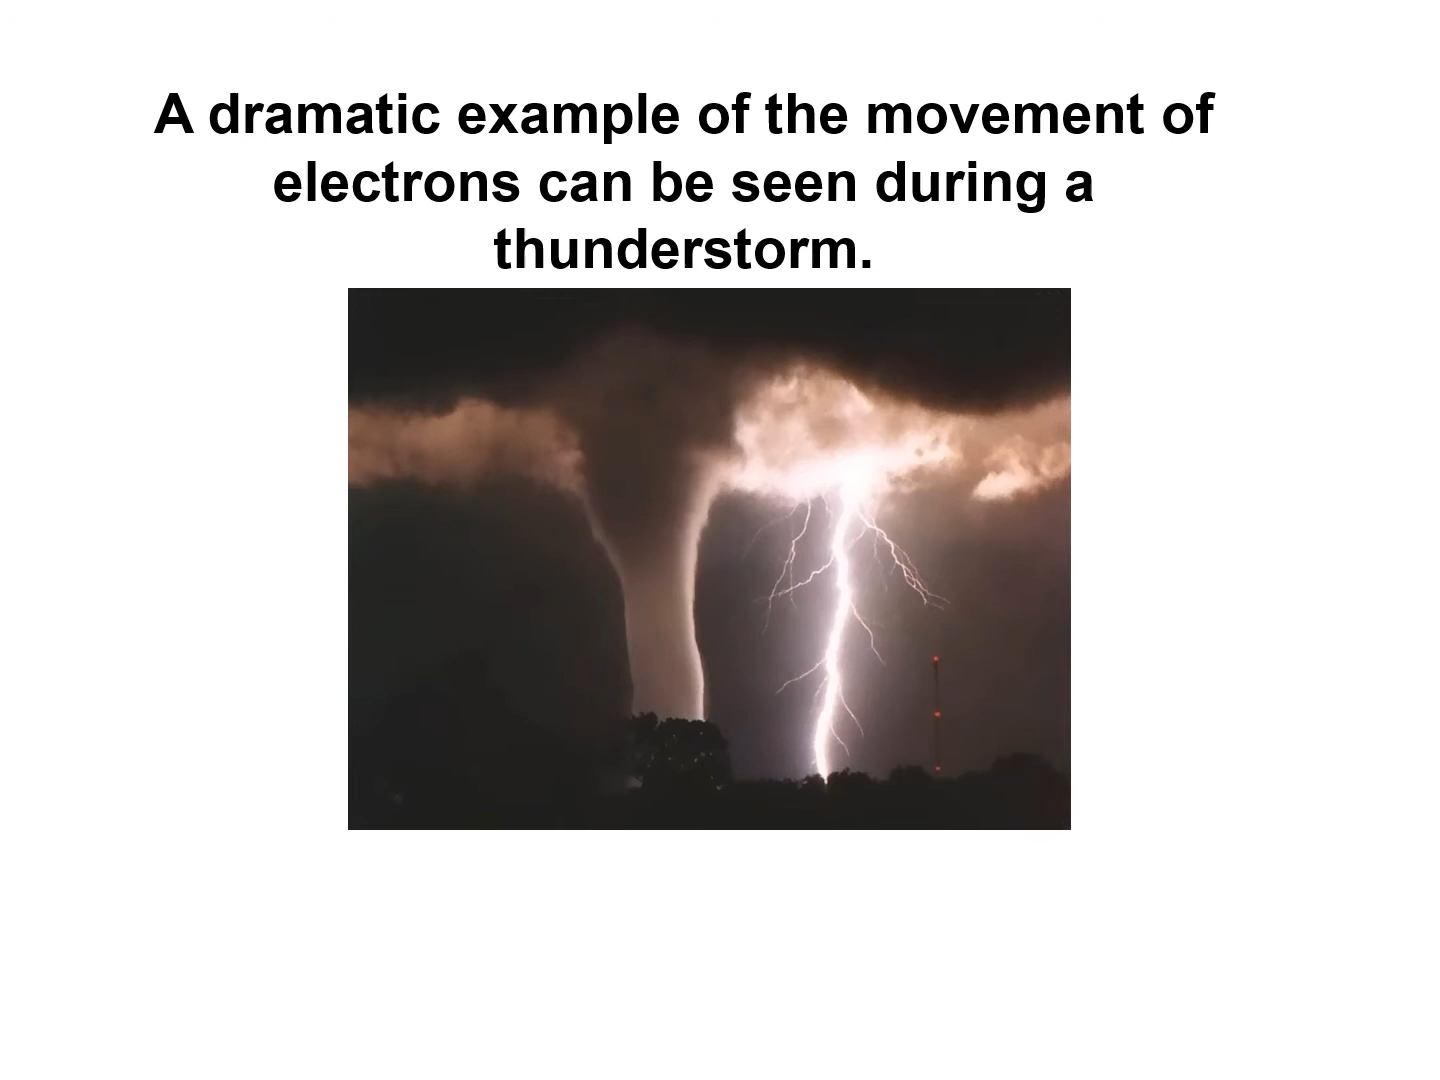 A dramatic example of the movement of
electrons can be seen during a
thunderstorm.